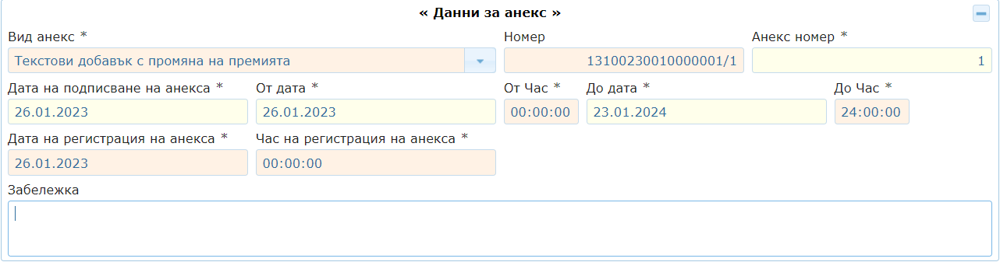 « Данни за анекс »
Вид анекс * Номер Анекс номер *
Текстови добавък с промяна на премията 13100230010000001/1 1
Дата на подписване на анекса * От дата * От Час * До дата * До Час *
26.01.2023 26.01.2023 00:00:00 23.01.2024 24:00:00
Дата на регистрация на анекса * Час на регистрация на анекса *
26.01.2023 00:00:00
Забележка